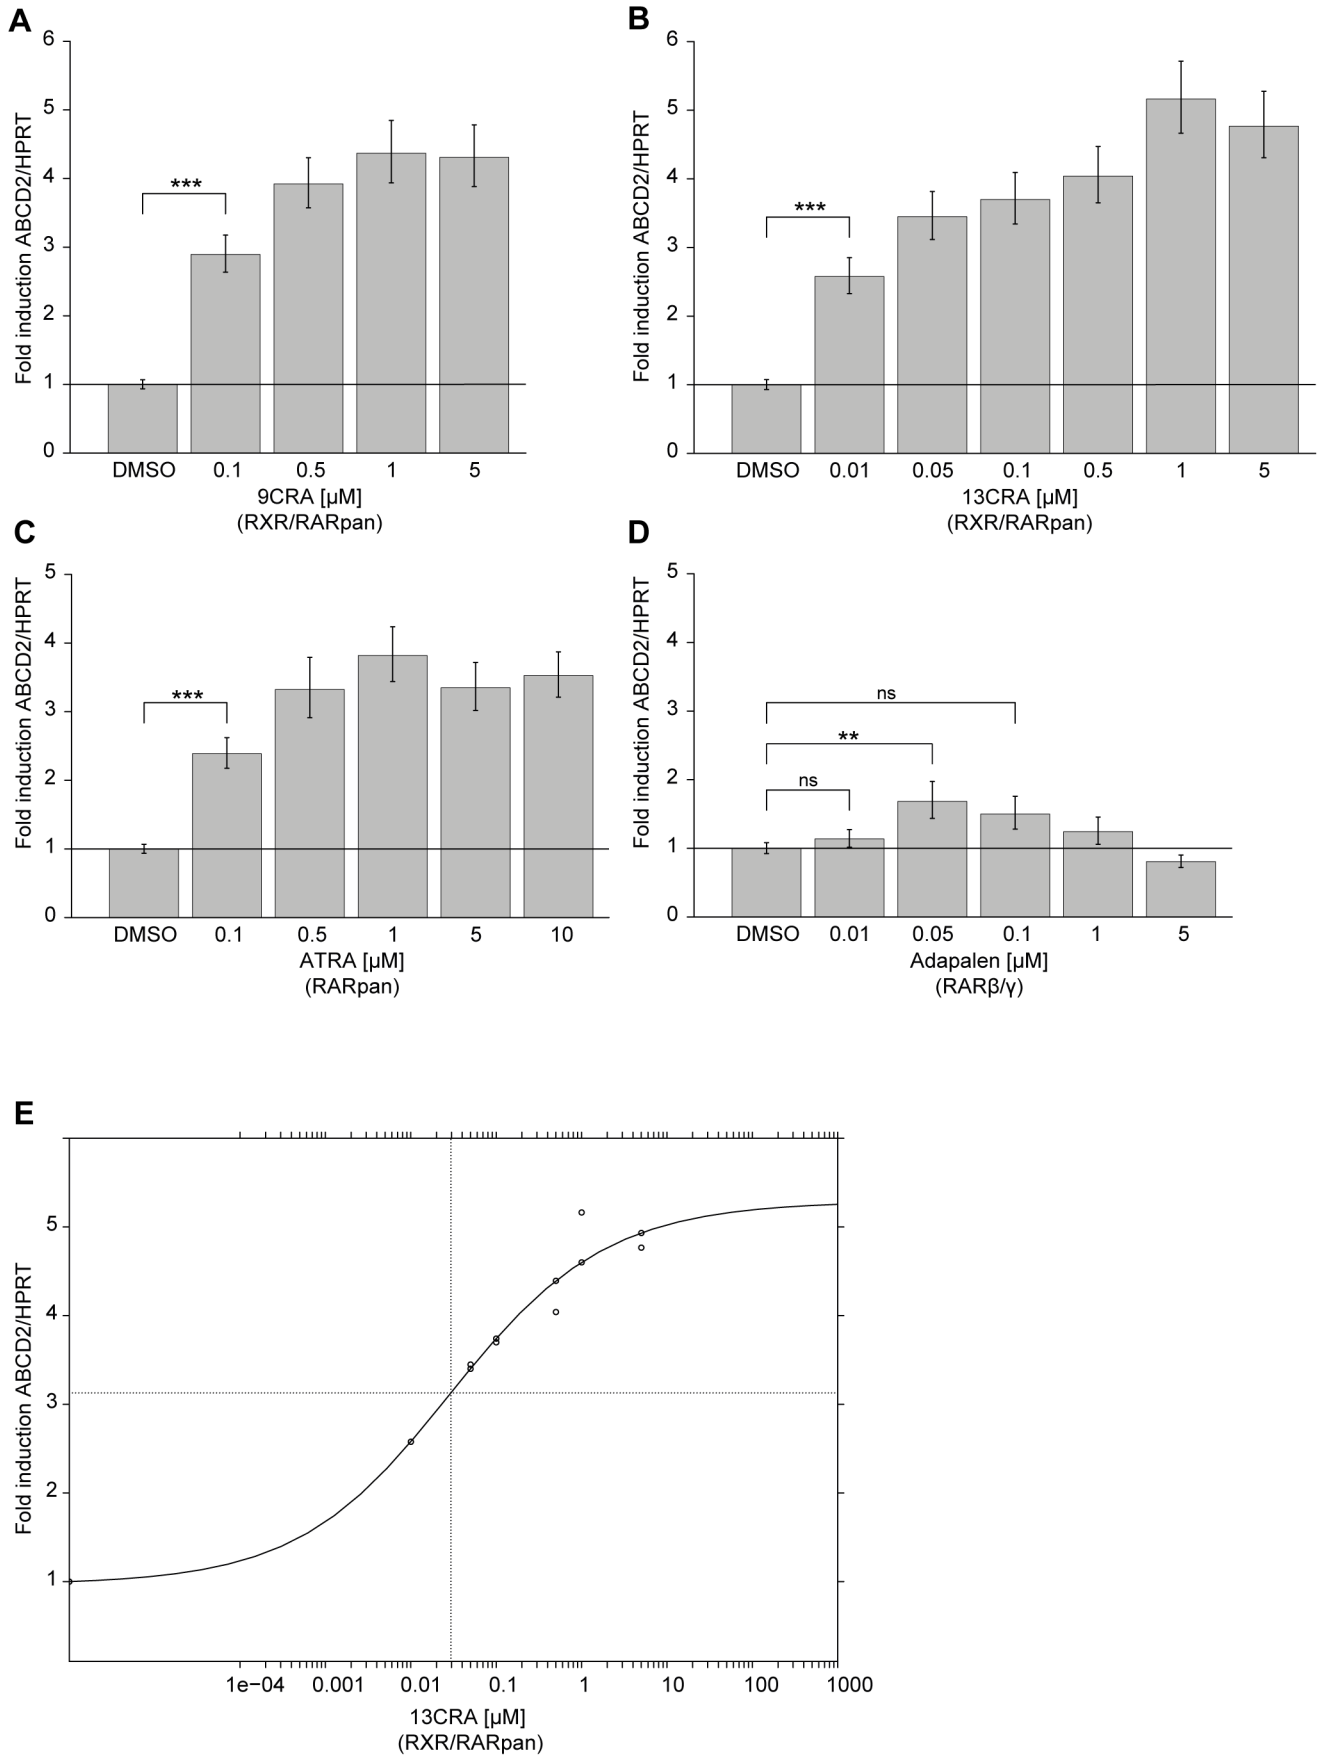 A
B
Fold induction ABCD2/HPRT
6
5
4
3
2
1
0
***
DMSO 0.1 0.5 1 5
9CRA [µM]
(RXR/RARpan)
Fold induction ABCD2/HPRT
6
5
4
3
2
1
0
***
DMSO 0.01 0.05 0.1 0.5 1 5
13CRA [µM]
(RXR/RARpan)
C
D
Fold induction ABCD2/HPRT
5
4
3
2
1
0
***
DMSO 0.1 0.5 1 5 10
ATRA [µM]
(RARpan)
Fold induction ABCD2/HPRT
5
4
3
2
1
0
ns
**
ns
DMSO 0.01 0.05 0.1 1 5
Adapalen [µM]
(RARβ/γ)
E
Fold induction ABCD2/HPRT
5
4
3
2
1
1e−04 0.001 0.01 0.1 1 10 100 1000
13CRA [µM]
(RXR/RARpan)